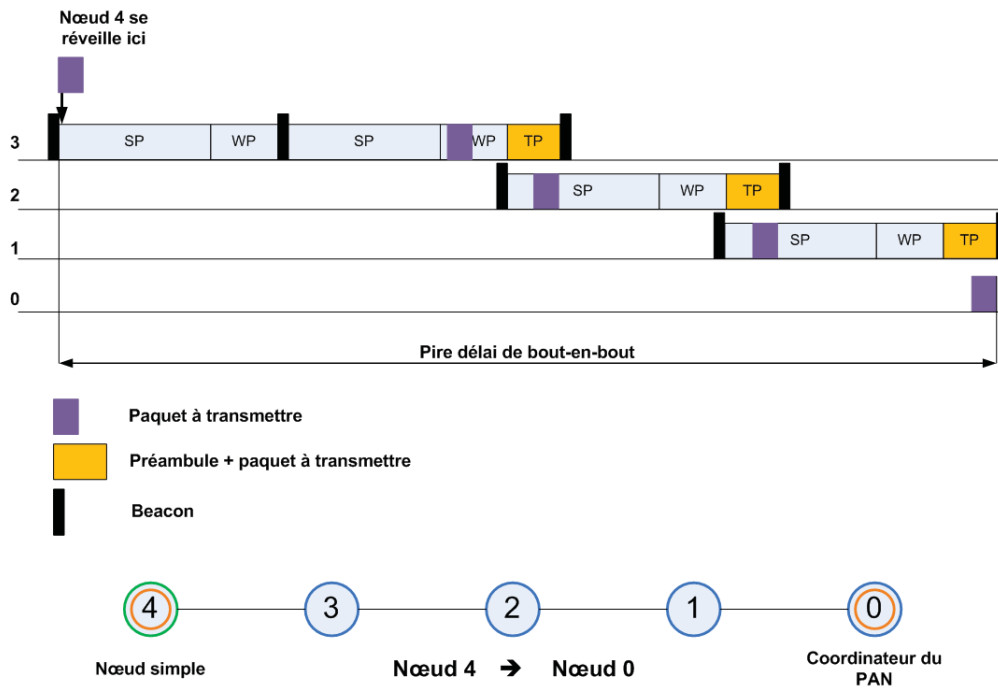 Nœud 4 se
réveille ici
3
SP
WP
SP
WP
TP
2
SP
WP
TP
1
SP
WP
TP
0
Pire délai de bout-en-bout
Paquet à transmettre
Préambule + paquet à transmettre
Beacon
4
3
2
1
0
Nœud simple
Nœud 4 → Nœud 0
Coordinateur du
PAN